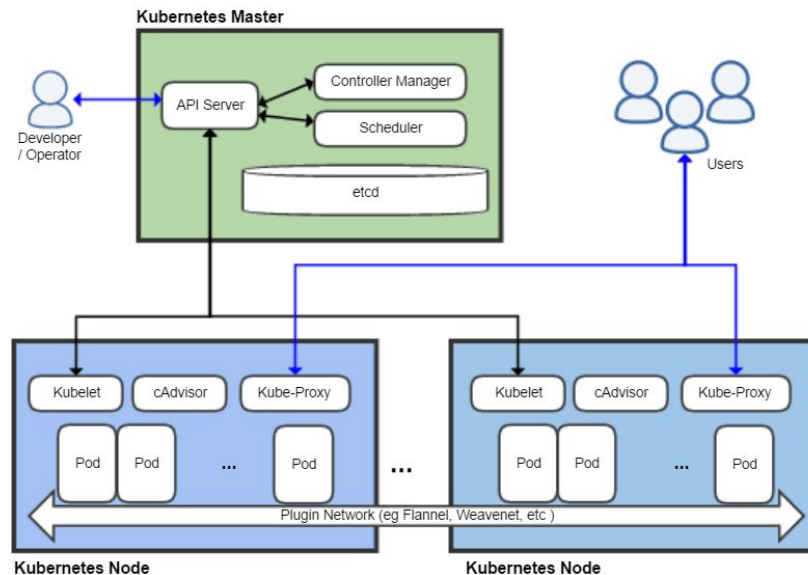 Kubernetes Master
API Server
Controller Manager
Scheduler
etcd
Developer
/ Operator
Users
Kubelet
cAdvisor
Kube-Proxy
Pod
Pod
...
Pod
...
Kubelet
cAdvisor
Kube-Proxy
Pod
Pod
...
Pod
Plugin Network (eg Flannel, Weavenet, etc )
Kubernetes Node
Kubernetes Node